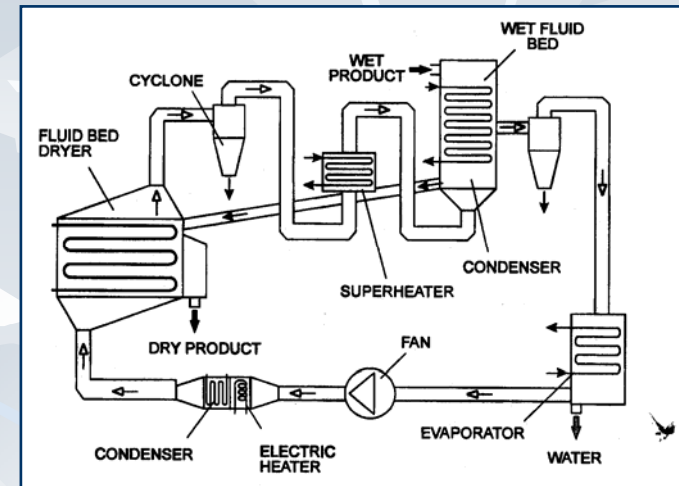 WET FLUID
BED
WET
PRODUCT
CYCLONE
FLUID BED
DRYER
CONDENSER
SUPERHEATER
DRY PRODUCT
FAN
EVAPORATOR
CONDENSER
ELECTRIC
HEATER
WATER